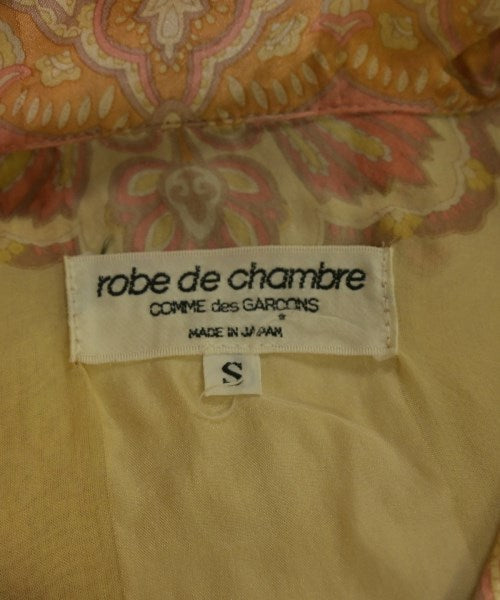 robe de chambre
COMME des GARCONS
MADE IN JAPAN
S